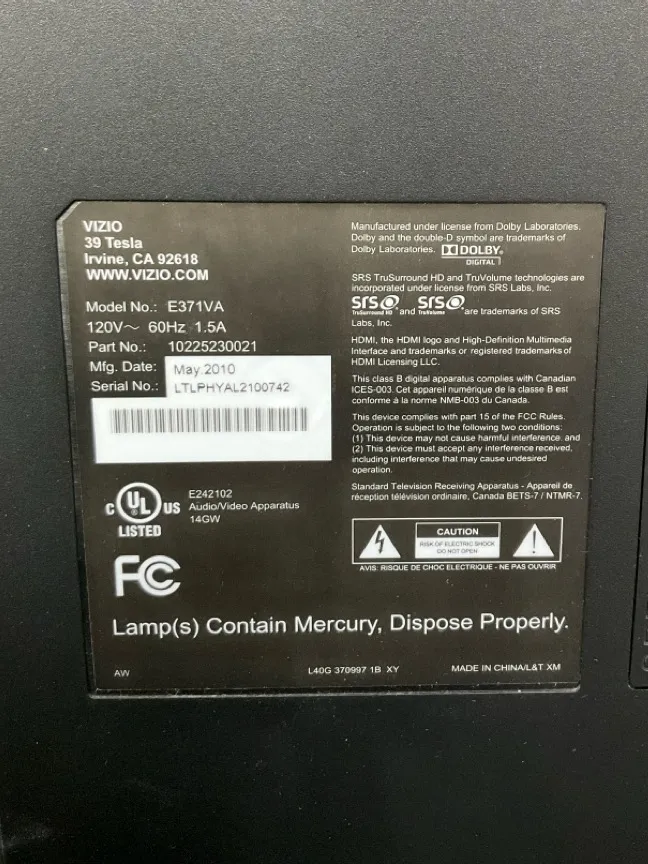 VIZIO
39 Tesla
Irvine, CA 92618
WWW.VIZIO.COM
Model No.: E371VA
120V～ 60Hz 1.5A
Part No.: 10225230021
Mfg. Date: May.2010
Serial No.: LTLPHYAL2100742
C UL US
LISTED
E242102
Audio/Video Apparatus
14GW
FC
Manufactured under license from Dolby Laboratories.
Dolby and the double-D symbol are trademarks of
Dolby Laboratories. DOLBY.
DIGITAL
SRS TruSurround HD and TruVolume technologies are
incorporated under license from SRS Labs, Inc.
SRS TruSurround HD and SRS TruVolume are trademarks of SRS
Labs, Inc.
HDMI, the HDMI logo and High-Definition Multimedia
Interface and trademarks or registered trademarks of
HDMI Licensing LLC.
This class B digital apparatus complies with Canadian
ICES-003. Cet appareil numérique de la classe B est
conforme à la norme NMB-003 du Canada.
This device complies with part 15 of the FCC Rules.
Operation is subject to the following two conditions:
(1) This device may not cause harmful interference. and
(2) This device must accept any interference received,
including interference that may cause undesired
operation.
Standard Television Receiving Apparatus - Appareil de
réception télévision ordinaire, Canada BETS-7 / NTMR-7.
CAUTION
RISK OF ELECTRIC SHOCK
DO NOT OPEN
AVIS: RISQUE DE CHOC ELECTRIQUE - NE PAS OUVRIR
Lamp(s) Contain Mercury, Dispose Properly.
AW L40G 370997 1B XY MADE IN CHINA/L&T XM